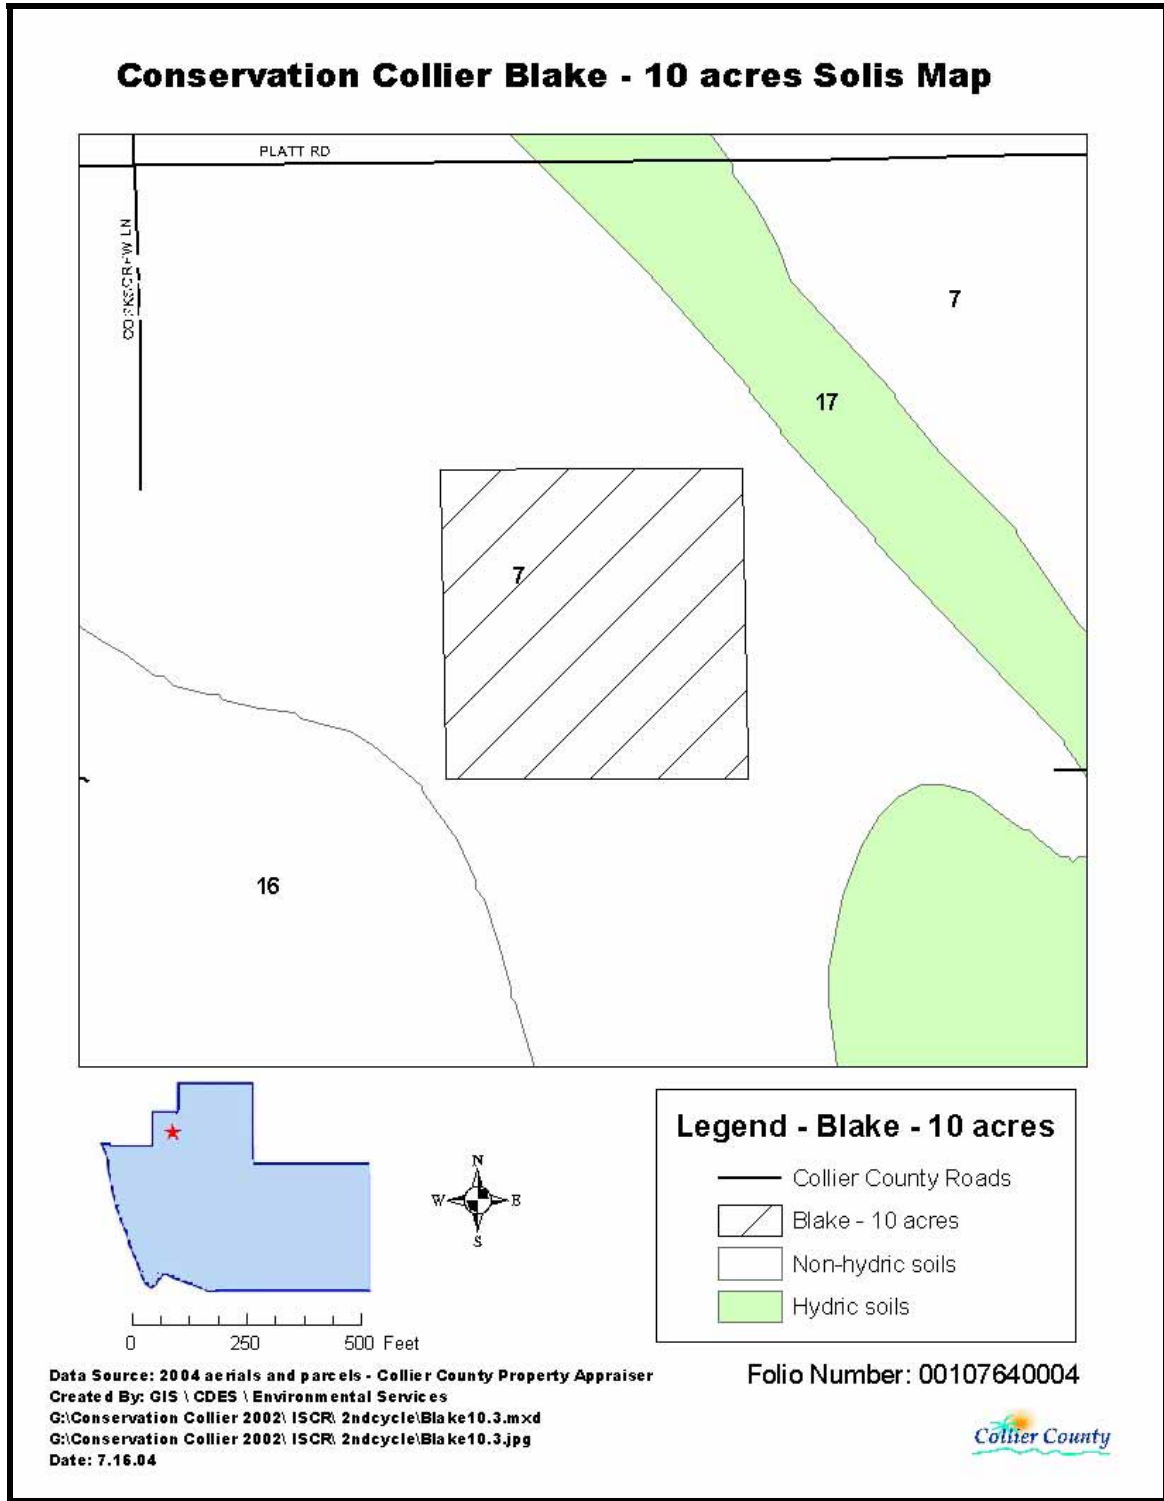 Conservation Collier Blake - 10 acres Solis Map
PLATT RD
7
17
7
16
N
W E
S
0 250 500 Feet
Legend - Blake - 10 acres
Collier County Roads
Blake - 10 acres
Non-hydric soils
Hydric soils
Data Source: 2004 aerials and parcels - Collier County Property Appraiser
Created By: GIS \ CDES \ Environmental Services
G:\Conservation Collier 2002\ ISCR\ 2ndcycle\Blake10.3.mxd
G:\Conservation Collier 2002\ ISCR\ 2ndcycle\Blake10.3.jpg
Date: 7.16.04
Folio Number: 00107640004
Collier County